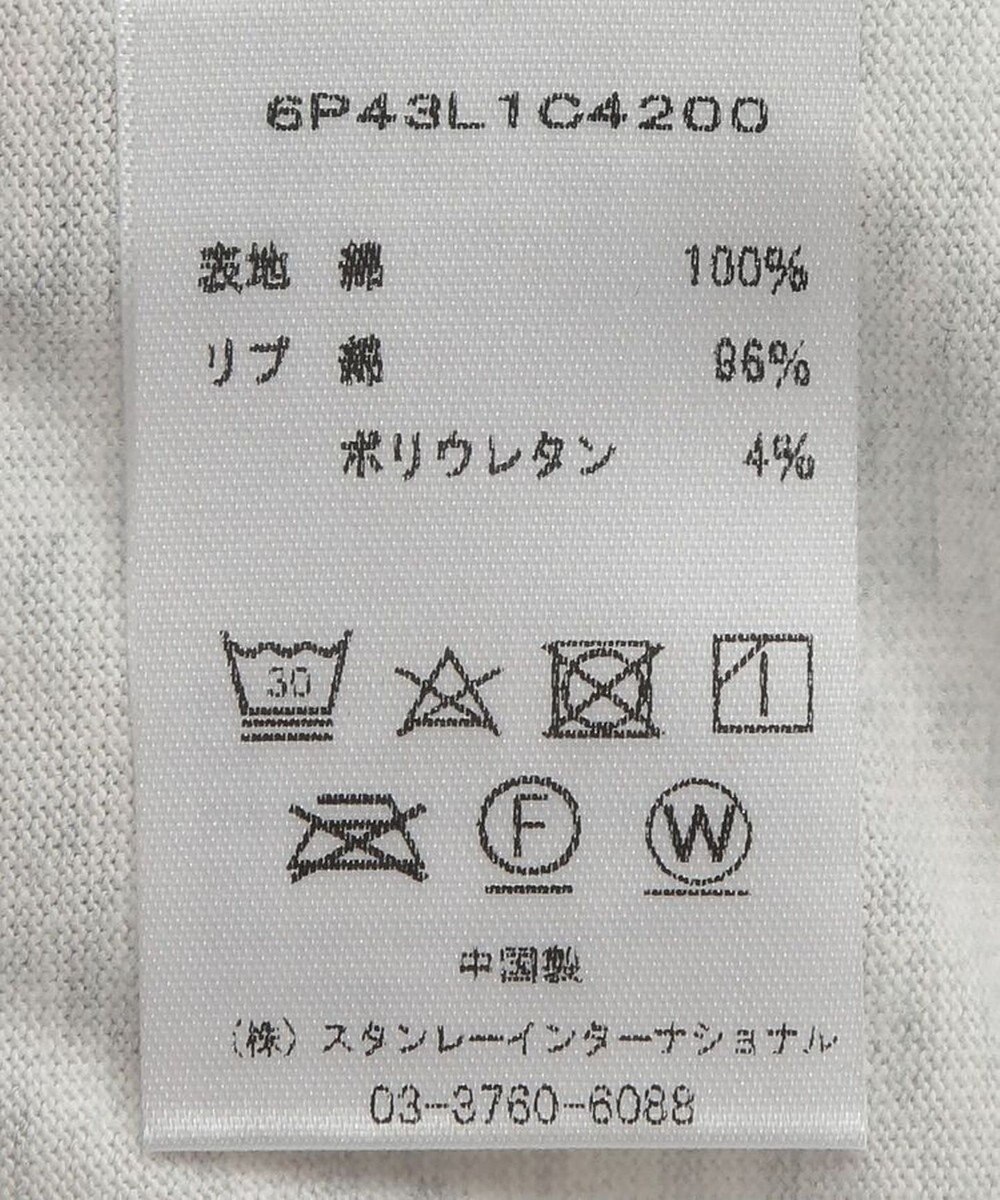 6P43L1C4200
表地 綿 100%
リブ 綿 96%
ポリウレタン 4%
30
F W
中国製
(株)スタンレーインターナショナル
03-3760-6088